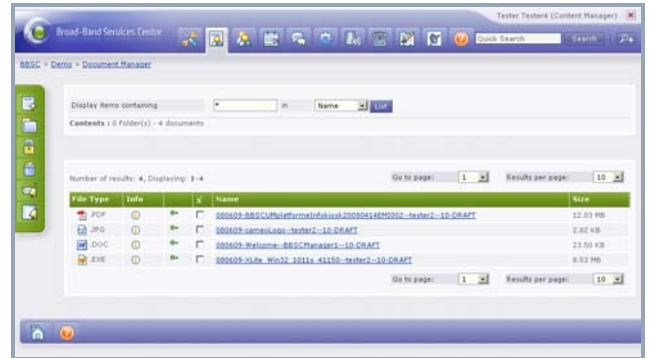 Tester Tester4 (Content Manager)
Broad-Band Services Centre
Quick Search
Search
BBSC > Demo > Document Manager
Display items containing * in Name List
Contents : 0 Folder(s) - 4 documents
Number of results: 4, Displaying: 1-4 Go to page: 1 Results per page: 10
File Type Info Name Size
.PDF 080609-BBSCUMplatformeInfokiosk20080414EMS002--tester2--10-DRAFT 12.03 MB
.JPG 080609-camesLogo--tester2--10-DRAFT 2.82 KB
.DOC 080609-Welcome--BBSCManager1--10-DRAFT 23.50 KB
.EXE 080609-XLite_Win32_1011s_41150--tester2--10-DRAFT 8.53 MB
Go to page: 1 Results per page: 10